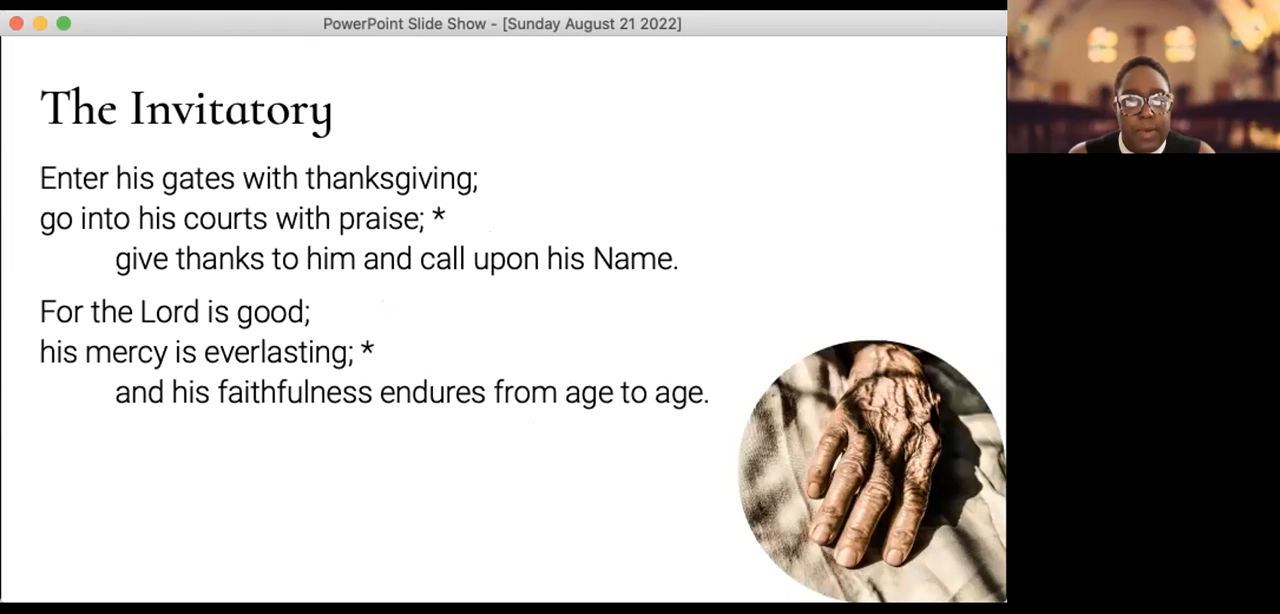 PowerPoint Slide Show - [Sunday August 21 2022]
The Invitatory
Enter his gates with thanksgiving;
go into his courts with praise; *
give thanks to him and call upon his Name.
For the Lord is good;
his mercy is everlasting; *
and his faithfulness endures from age to age.